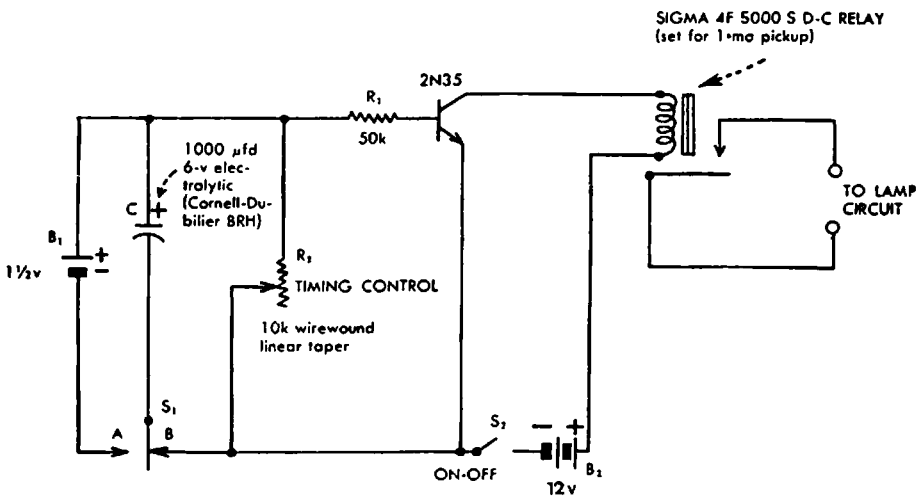 SIGMA 4F 5000 S D-C RELAY
(set for 1-ma pickup)
2N35
R₁
50k
1000 μfd
6-v elec-
trolytic
(Cornell-Du-
bilier BRH)
C +
B₁
+
-
1½v
R₂
TIMING CONTROL
10k wirewound
linear taper
TO LAMP
CIRCUIT
S₁
A
B
S₂
ON-OFF
- +
B₂
12v